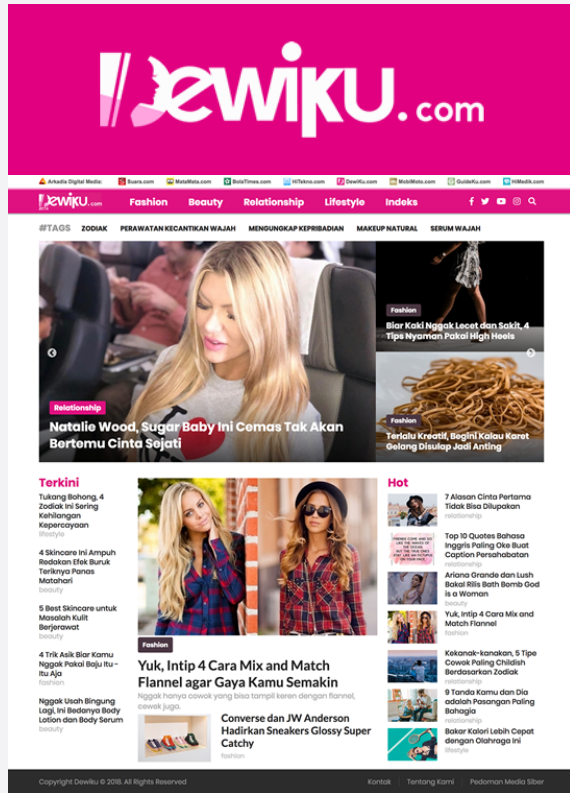 DEWIKU.com
Arkadia Digital Media: Suara.com MataMata.com BolaTimes.com HiTekno.com DewiKu.com MobiMoto.com GuideKu.com HiMedik.com
DEWIKU.com Fashion Beauty Relationship Lifestyle Indeks
BETA
#TAGS ZODIAK PERAWATAN KECANTIKAN WAJAH MENGUNGKAP KEPRIBADIAN MAKEUP NATURAL SERUM WAJAH
Relationship
Natalie Wood, Sugar Baby Ini Cemas Tak Akan
Bertemu Cinta Sejati
Fashion
Biar Kaki Nggak Lecet dan Sakit, 4
Tips Nyaman Pakai High Heels
Fashion
Terlalu Kreatif, Begini Kalau Karet
Gelang Disulap Jadi Anting
Terkini
Tukang Bohong, 4
Zodiak Ini Sering
Kehilangan
Kepercayaan
lifestyle
4 Skincare Ini Ampuh
Redakan Efek Buruk
Teriknya Panas
Matahari
beauty
5 Best Skincare untuk
Masalah Kulit
Berjerawat
beauty
4 Trik Asik Biar Kamu
Nggak Pakai Baju Itu -
Itu Aja
fashion
Nggak Usah Bingung
Lagi, Ini Bedanya Body
Lotion dan Body Serum
beauty
Fashion
Yuk, Intip 4 Cara Mix and Match
Flannel agar Gaya Kamu Semakin
Nggak hanya cowok yang bisa tampil keren dengan flannel,
cewek juga.
Converse dan JW Anderson
Hadirkan Sneakers Glossy Super
Catchy
fashion
Hot
7 Alasan Cinta Pertama
Tidak Bisa Dilupakan
relationship
Top 10 Quotes Bahasa
Inggris Paling Oke Buat
Caption Persahabatan
relationship
Ariana Grande dan Lush
Bakal Rilis Bath Bomb God
is a Woman
beauty
Yuk, Intip 4 Cara Mix and
Match Flannel
fashion
Kekanak-kanakan, 5 Tipe
Cowok Paling Childish
Berdasarkan Zodiak
relationship
9 Tanda Kamu dan Dia
adalah Pasangan Paling
Bahagia
relationship
Bakar Kalori Lebih Cepat
dengan Olahraga Ini
lifestyle
Copyright Dewiku © 2018. All Rights Reserved
Kontak Tentang Kami Pedoman Media Siber